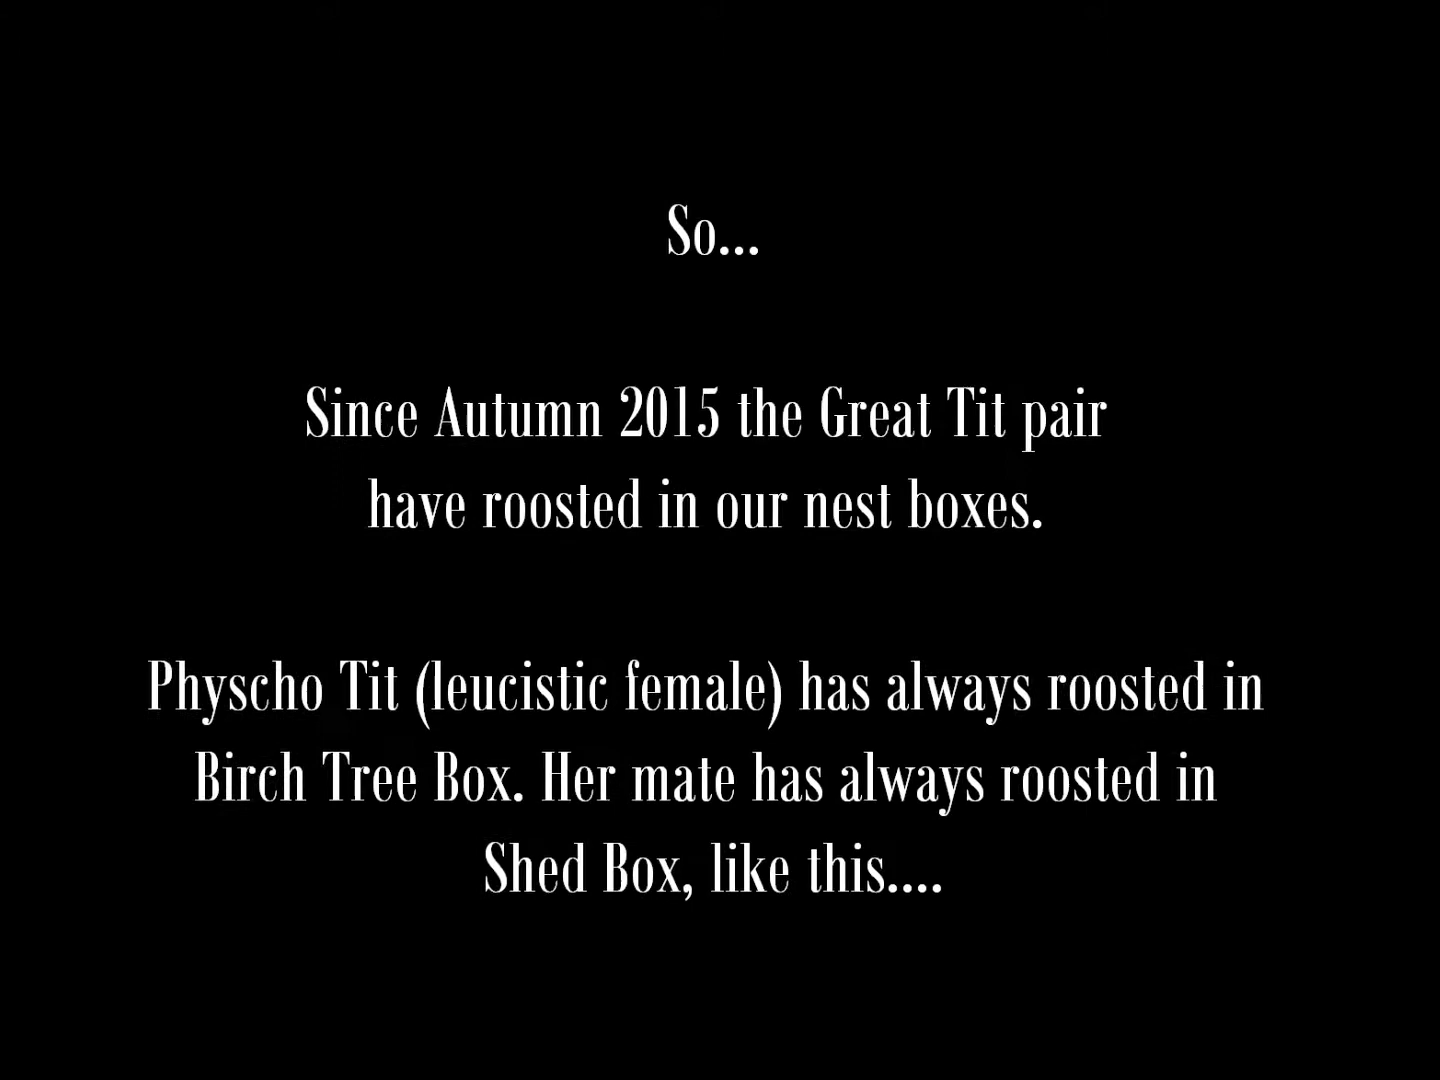 So...
Since Autumn 2015 the Great Tit pair
have roosted in our nest boxes.
Physcho Tit (leucistic female) has always roosted in
Birch Tree Box. Her mate has always roosted in
Shed Box, like this....